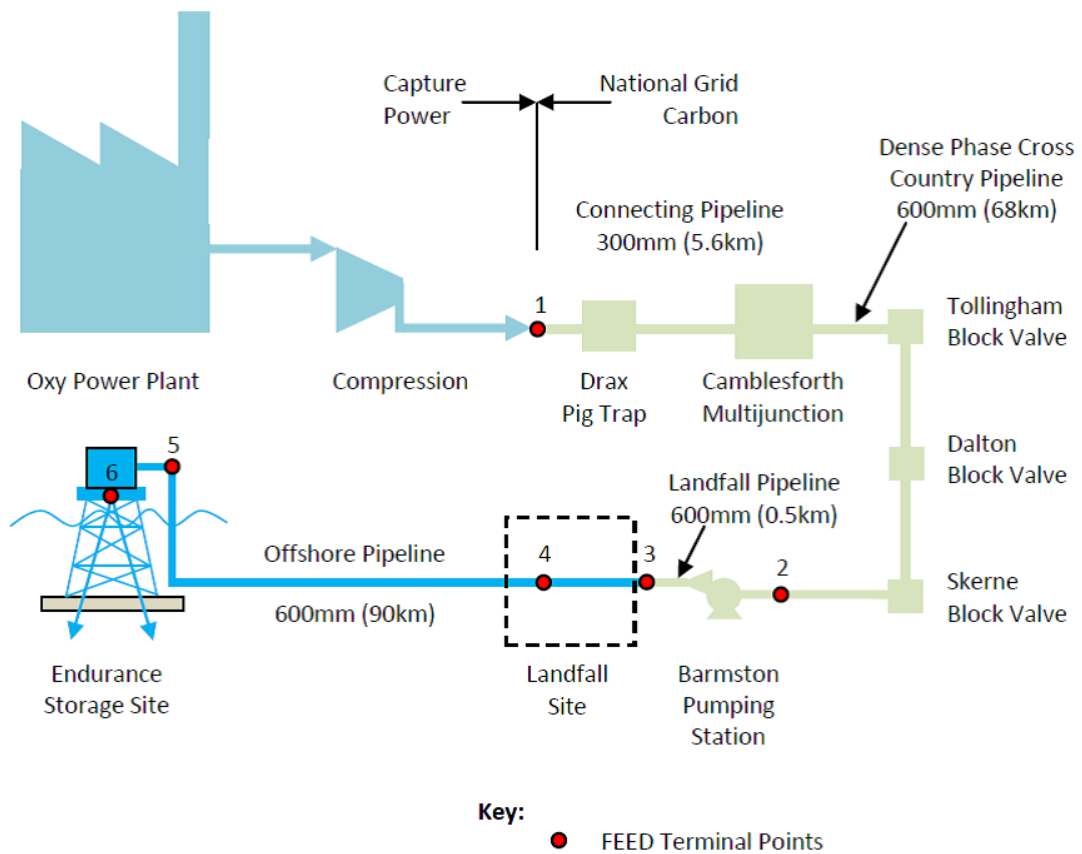 Capture
Power
National Grid
Carbon
Dense Phase Cross
Country Pipeline
600mm (68km)
Connecting Pipeline
300mm (5.6km)
1
Tollingham
Block Valve
Oxy Power Plant
Compression
Drax
Pig Trap
Camblesforth
Multijunction
5
6
Dalton
Block Valve
Landfall Pipeline
600mm (0.5km)
Offshore Pipeline
600mm (90km)
4
3
2
Skerne
Block Valve
Endurance
Storage Site
Landfall
Site
Barmston
Pumping
Station
Key:
FEED Terminal Points